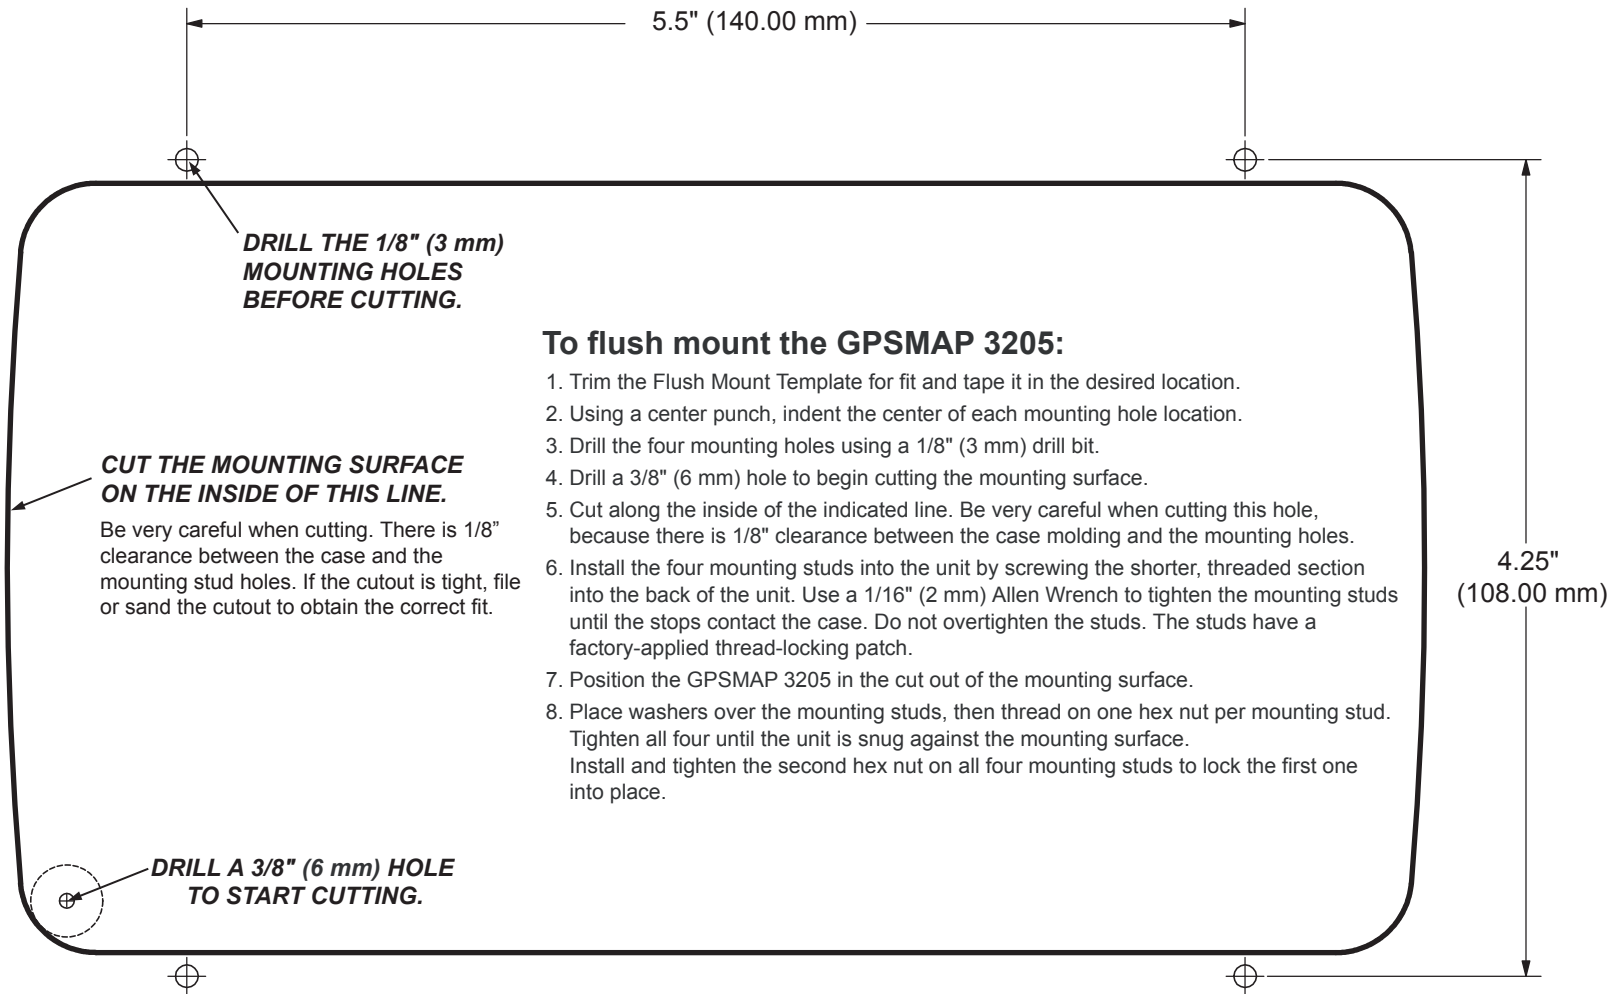 5.5" (140.00 mm)
DRILL THE 1/8" (3 mm)
MOUNTING HOLES
BEFORE CUTTING.
To flush mount the GPSMAP 3205:
1. Trim the Flush Mount Template for fit and tape it in the desired location.
2. Using a center punch, indent the center of each mounting hole location.
3. Drill the four mounting holes using a 1/8" (3 mm) drill bit.
4. Drill a 3/8" (6 mm) hole to begin cutting the mounting surface.
5. Cut along the inside of the indicated line. Be very careful when cutting this hole,
because there is 1/8" clearance between the case molding and the mounting holes.
6. Install the four mounting studs into the unit by screwing the shorter, threaded section
into the back of the unit. Use a 1/16" (2 mm) Allen Wrench to tighten the mounting studs
until the stops contact the case. Do not overtighten the studs. The studs have a
factory-applied thread-locking patch.
7. Position the GPSMAP 3205 in the cut out of the mounting surface.
8. Place washers over the mounting studs, then thread on one hex nut per mounting stud.
Tighten all four until the unit is snug against the mounting surface.
Install and tighten the second hex nut on all four mounting studs to lock the first one
into place.
CUT THE MOUNTING SURFACE
ON THE INSIDE OF THIS LINE.
Be very careful when cutting. There is 1/8”
clearance between the case and the
mounting stud holes. If the cutout is tight, file
or sand the cutout to obtain the correct fit.
4.25"
(108.00 mm)
DRILL A 3/8" (6 mm) HOLE
TO START CUTTING.